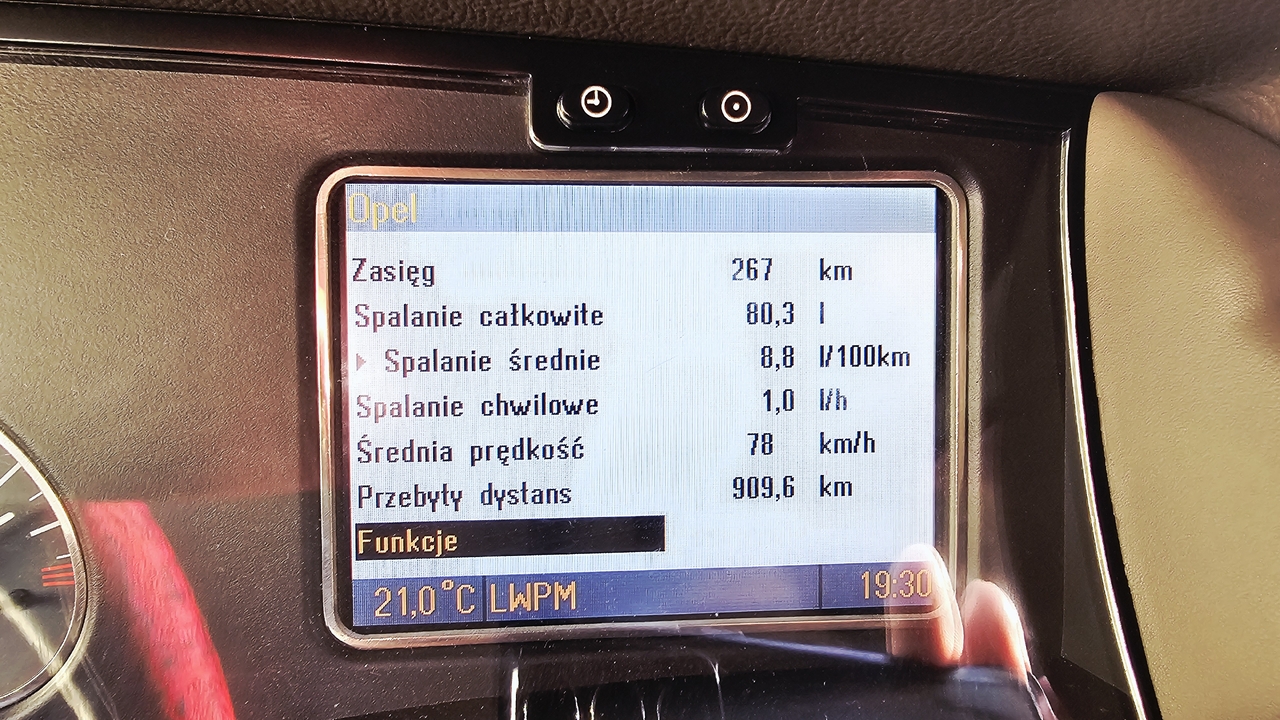 Opel
Zasięg 267 km
Spalanie całkowite 80,3 l
Spalanie średnie 8,8 l/100km
Spalanie chwilowe 1,0 l/h
Średnia prędkość 78 km/h
Przebyty dystans 909,6 km
Funkcje
21,0°C LWPM 19:30